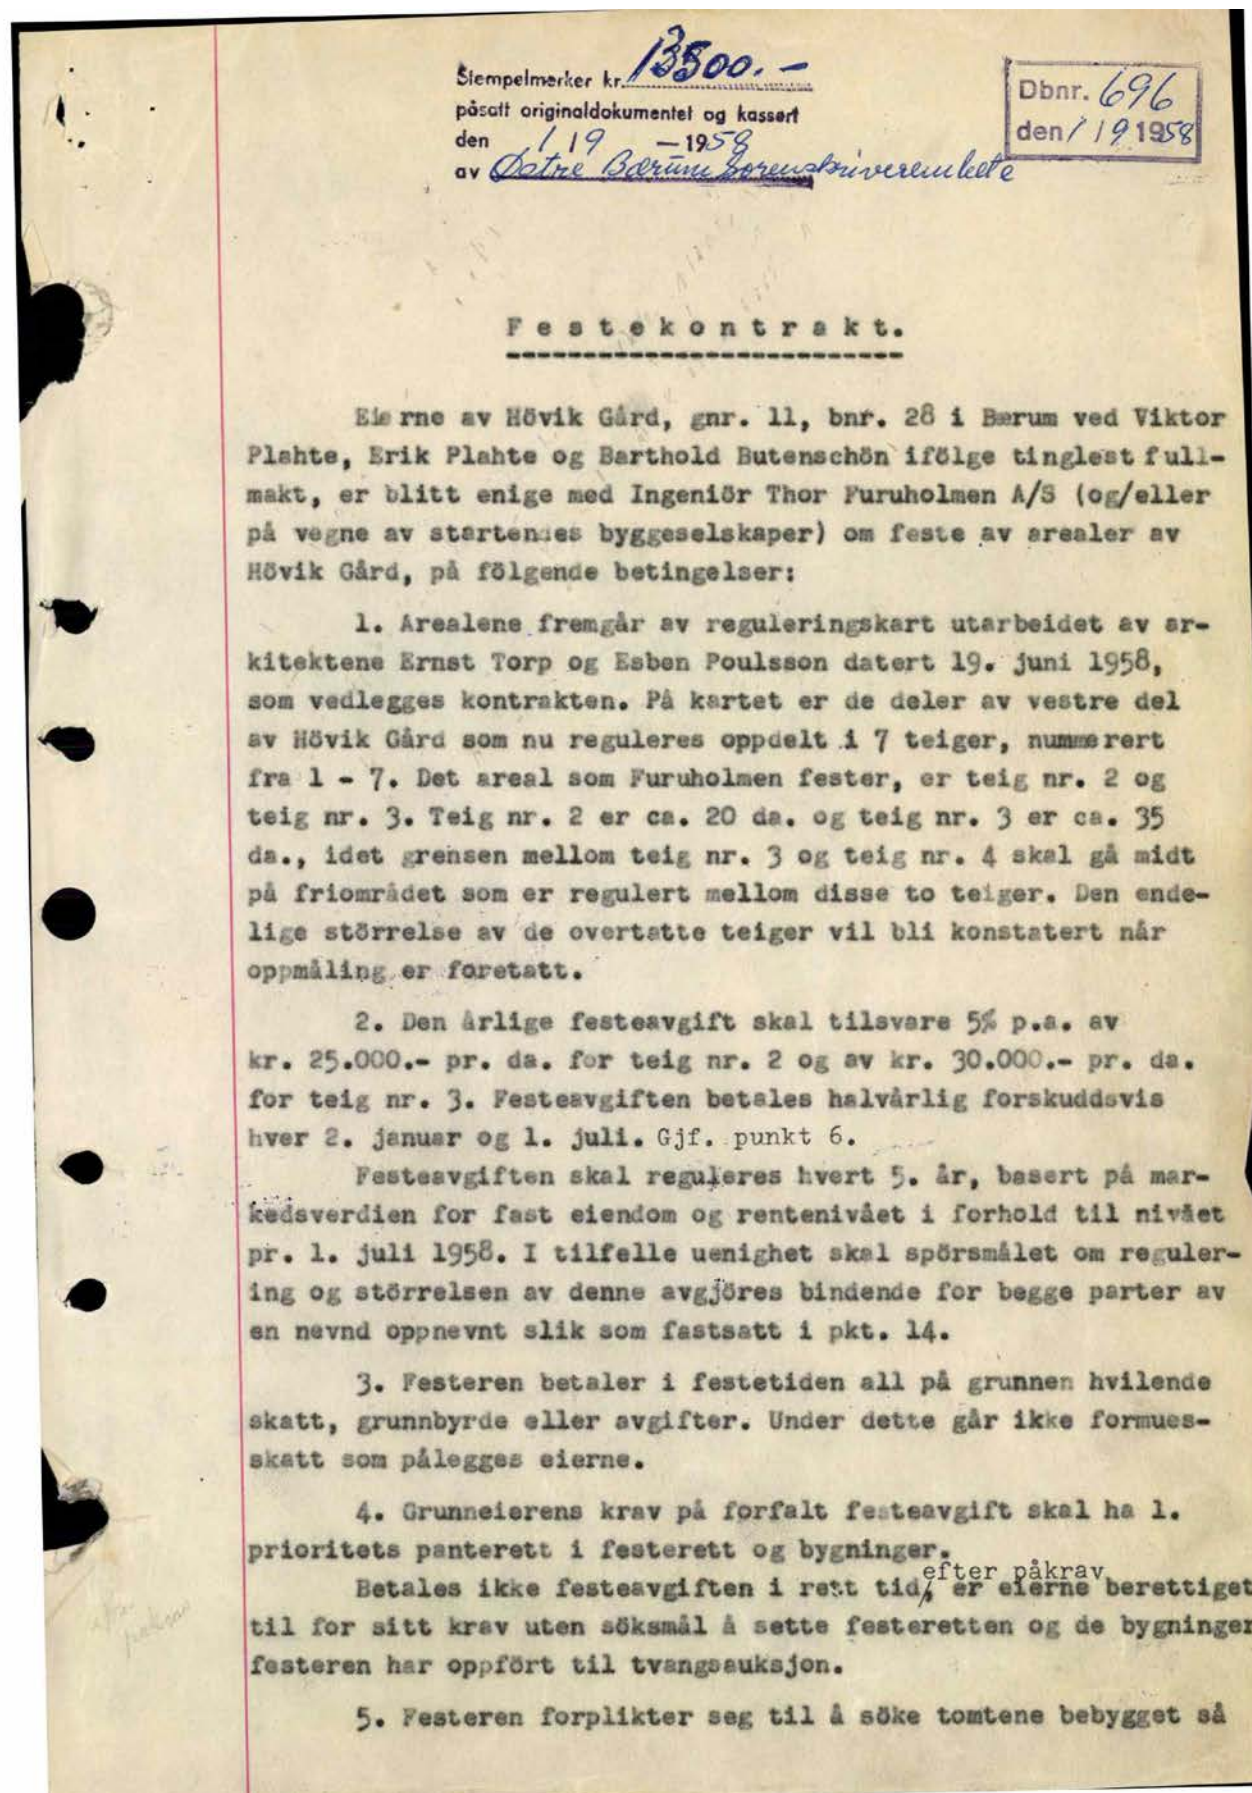 Stempelmerker kr. 13500.-
påsatt originaldokumentet og kassert
den 1/9 - 1958
av Østre Bærum Sorenskriverembete
Dbnr. 696
den 1/9 1958
Festekontrakt.
Eierne av Hövik Gård, gnr. 11, bnr. 28 i Bærum ved Viktor
Plahte, Erik Plahte og Barthold Butenschön ifölge tinglest full-
makt, er blitt enige med Ingeniör Thor Furuholmen A/S (og/eller
på vegne av startendes byggeselskaper) om feste av arealer av
Hövik Gård, på fölgende betingelser:
1. Arealene fremgår av reguleringskart utarbeidet av ar-
kitektene Ernst Torp og Esben Poulsson datert 19. juni 1958,
som vedlegges kontrakten. På kartet er de deler av vestre del
av Hövik Gård som nu reguleres oppdelt i 7 teiger, nummerert
fra 1 - 7. Det areal som Furuholmen fester, er teig nr. 2 og
teig nr. 3. Teig nr. 2 er ca. 20 da. og teig nr. 3 er ca. 35
da., idet grensen mellom teig nr. 3 og teig nr. 4 skal gå midt
på friområdet som er regulert mellom disse to teiger. Den ende-
lige störrelse av de overtatte teiger vil bli konstatert når
oppmåling er foretatt.
2. Den årlige festeavgift skal tilsvare 5% p.a. av
kr. 25.000.- pr. da. for teig nr. 2 og av kr. 30.000.- pr. da.
for teig nr. 3. Festeavgiften betales halvårlig forskuddsvis
hver 2. januar og 1. juli. Gjf. punkt 6.
Festeavgiften skal reguleres hvert 5. år, basert på mar-
kedsverdien for fast eiendom og rentenivået i forhold til nivået
pr. 1. juli 1958. I tilfelle uenighet skal spörsmålet om reguler-
ing og störrelsen av denne avgjöres bindende for begge parter av
en nevnd oppnevnt slik som fastsatt i pkt. 14.
3. Festeren betaler i festetiden all på grunnen hvilende
skatt, grunnbyrde eller avgifter. Under dette går ikke formues-
skatt som pålegges eierne.
4. Grunneierens krav på forfalt festeavgift skal ha 1.
prioritets panterett i festerett og bygninger.
efter påkrav
Betales ikke festeavgiften i rett tid, er eierne berettiget
til for sitt krav uten söksmål å sette festeretten og de bygninger
festeren har oppfört til tvangsauksjon.
5. Festeren forplikter seg til å söke tomtene bebygget så